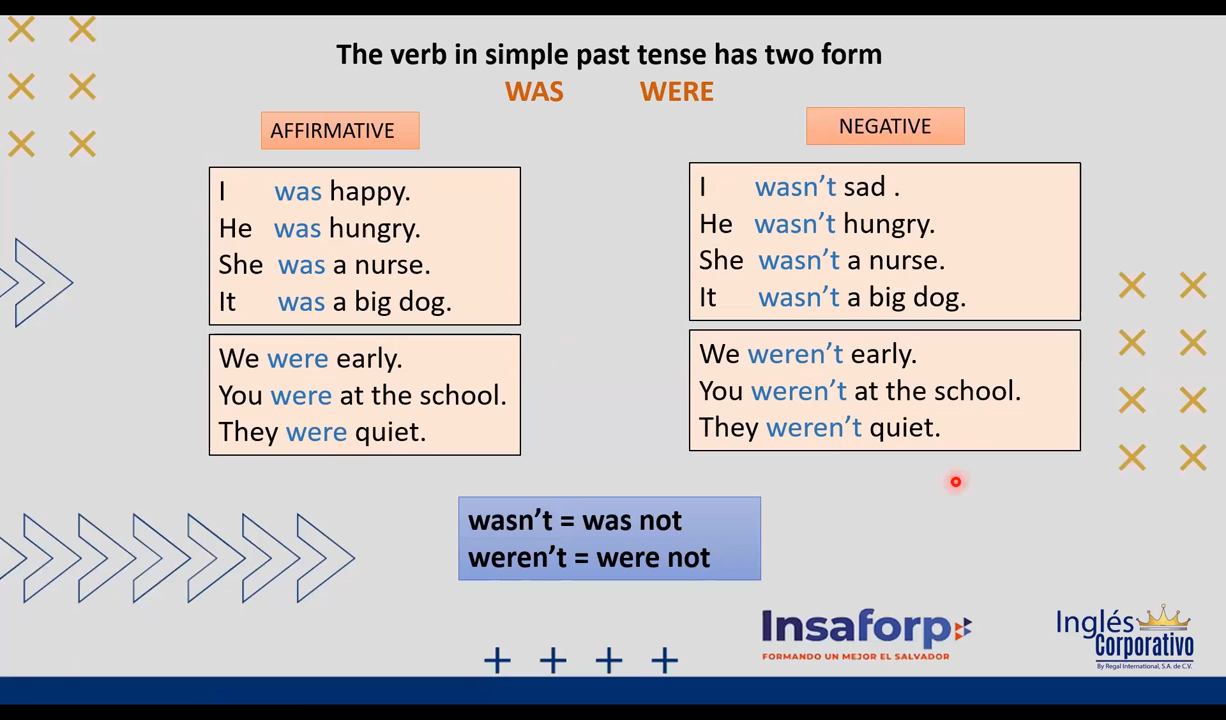 The verb in simple past tense has two form
WAS WERE
AFFIRMATIVE
I was happy.
He was hungry.
She was a nurse.
It was a big dog.
We were early.
You were at the school.
They were quiet.
NEGATIVE
I wasn’t sad .
He wasn’t hungry.
She wasn’t a nurse.
It wasn’t a big dog.
We weren’t early.
You weren’t at the school.
They weren’t quiet.
wasn’t = was not
weren’t = were not
Insaforp
FORMANDO UN MEJOR EL SALVADOR
Inglés
Corporativo
By Regal International, S.A. de C.V.